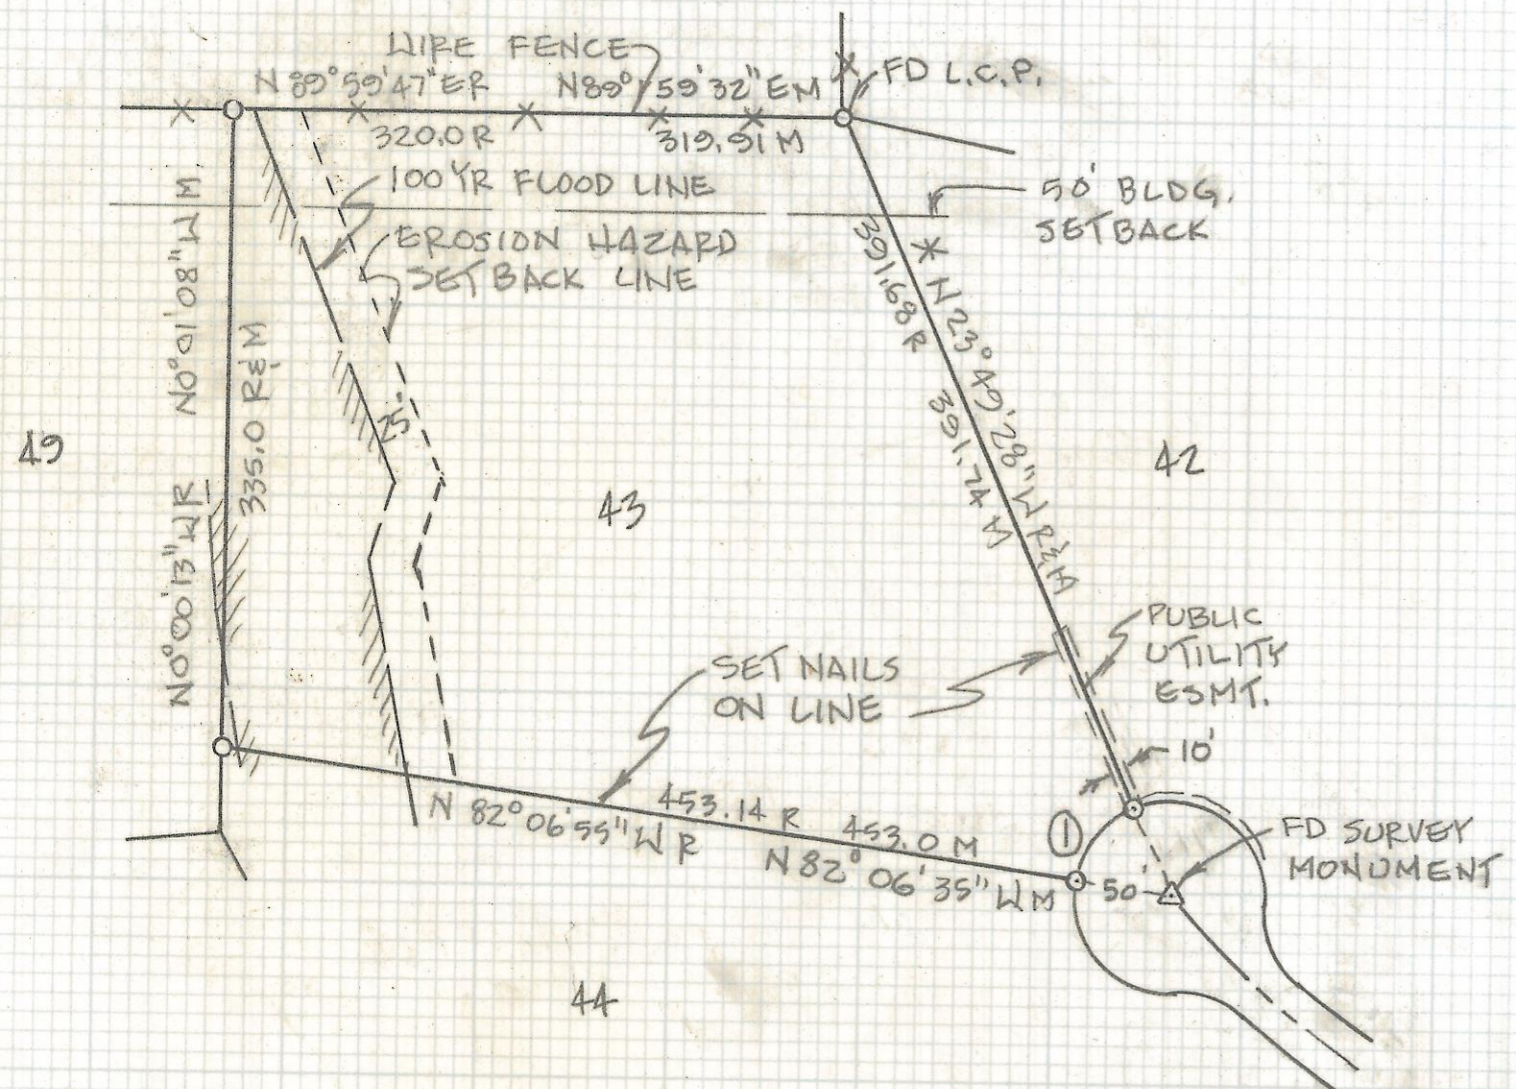 WIRE FENCE
N 89°59'47" E R
N89°59'32" E M
FD L.C.P.
320.0 R
319.91 M
100 YR FLOOD LINE
50' BLDG.
SETBACK
EROSION HAZARD
SETBACK LINE
N0°01'08" W M
335.0 R&M
N0°00'13" W R
391.68 R
* N 23°49'28" W R&M
391.74 M
25'
49
43
42
PUBLIC
UTILITY
ESMT.
SET NAILS
ON LINE
10'
453.14 R
N 82°06'55" W R
453.0 M
N 82°06'35" W M
1
50'
FD SURVEY
MONUMENT
44